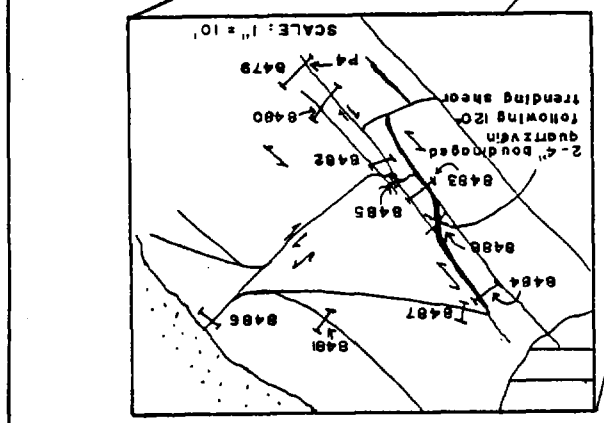 8484
8487
8481
8486
8488
8483
8485
2-4" boudinaged
quartz vein
following 120°
trending shear
8482
8480
P4
8479
SCALE: 1" = 10'